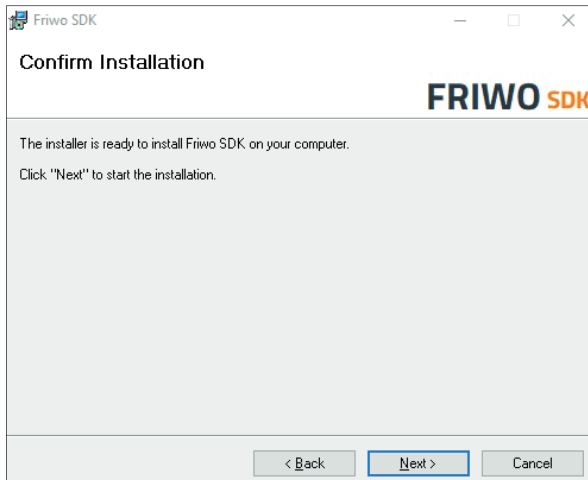 Friwo SDK
Confirm Installation
FRIWO SDK
The installer is ready to install Friwo SDK on your computer.
Click "Next" to start the installation.
< Back
Next >
Cancel